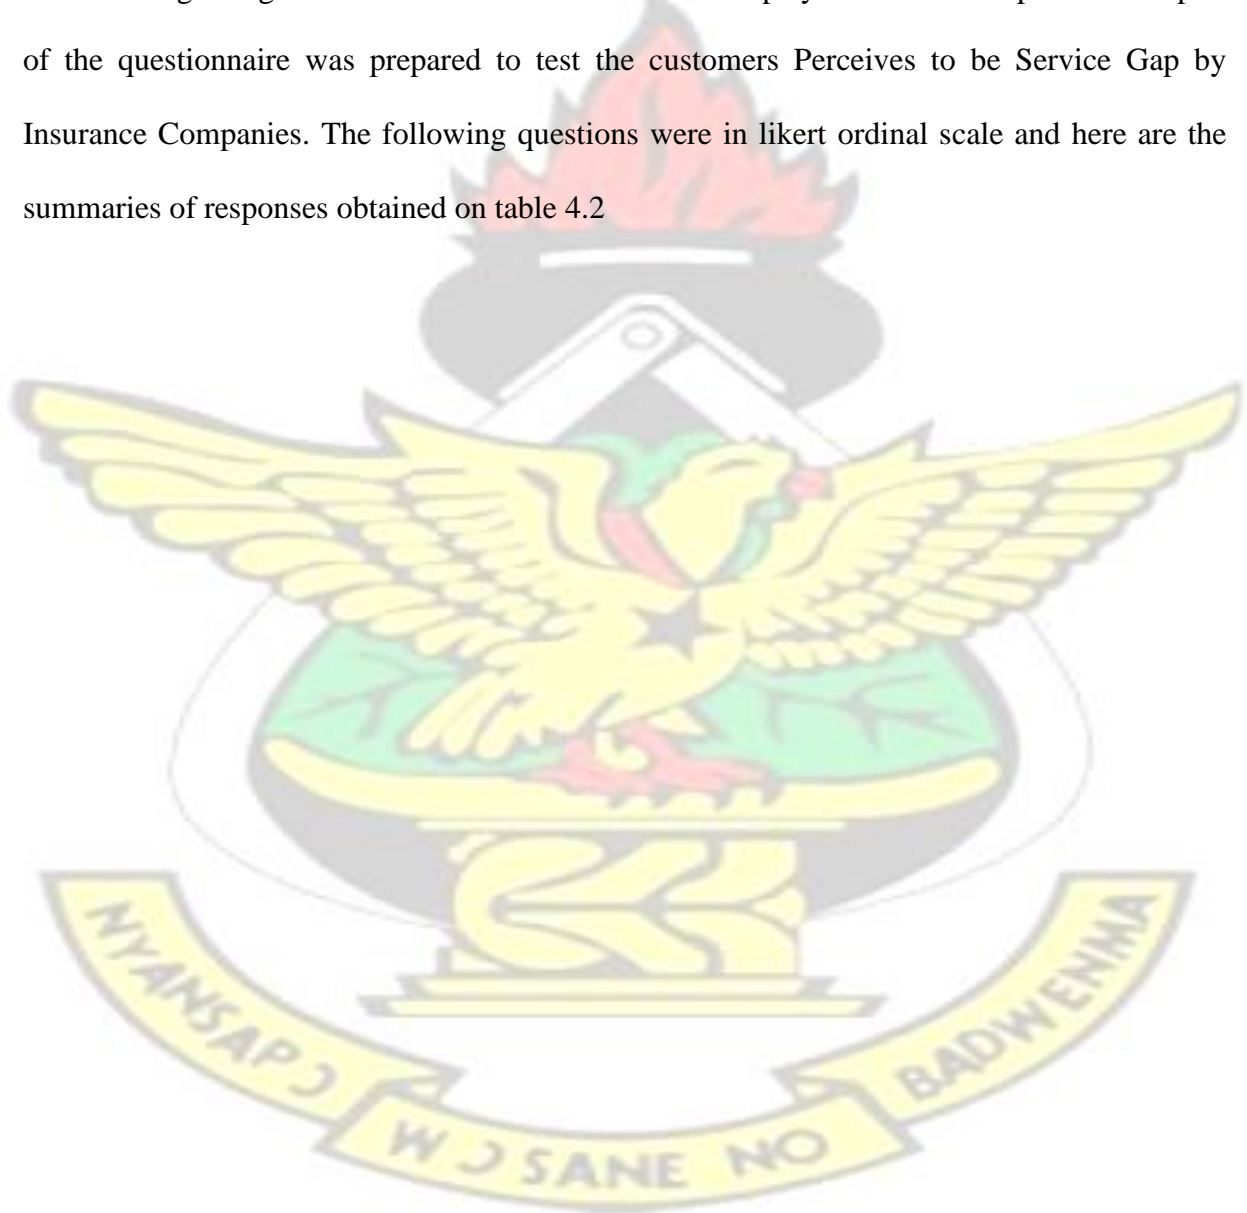 of the questionnaire was prepared to test the customers Perceives to be Service Gap by
Insurance Companies. The following questions were in likert ordinal scale and here are the
summaries of responses obtained on table 4.2
NYANSAPƆ
WƆSANE NO
BADWENMA